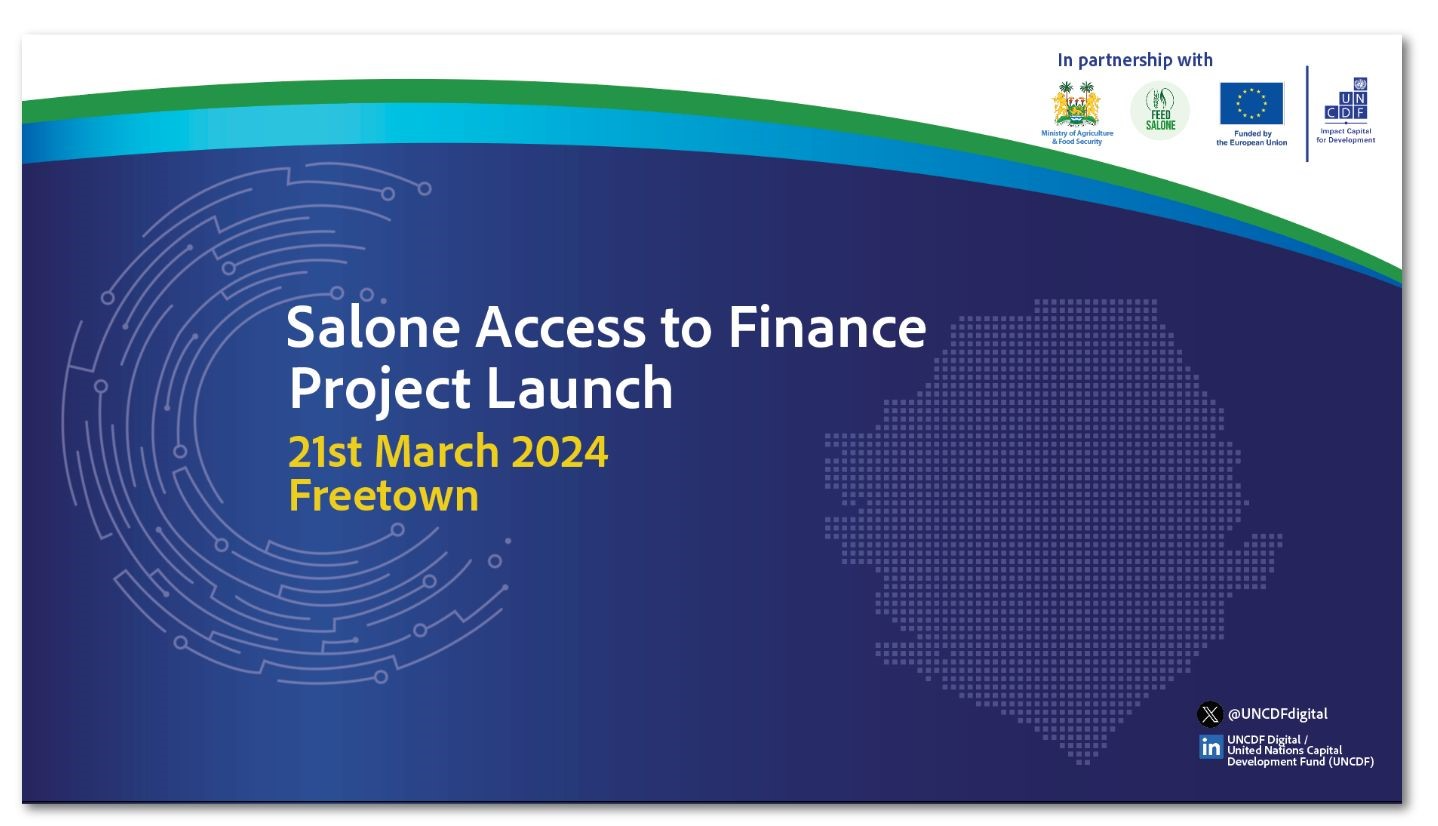 In partnership with
Ministry of Agriculture
& Food Security
FEED
SALONE
Funded by
the European Union
UN
CDF
Impact Capital
for Development
Salone Access to Finance
Project Launch
21st March 2024
Freetown
@UNCDFdigital
in
UNCDF Digital /
United Nations Capital
Development Fund (UNCDF)